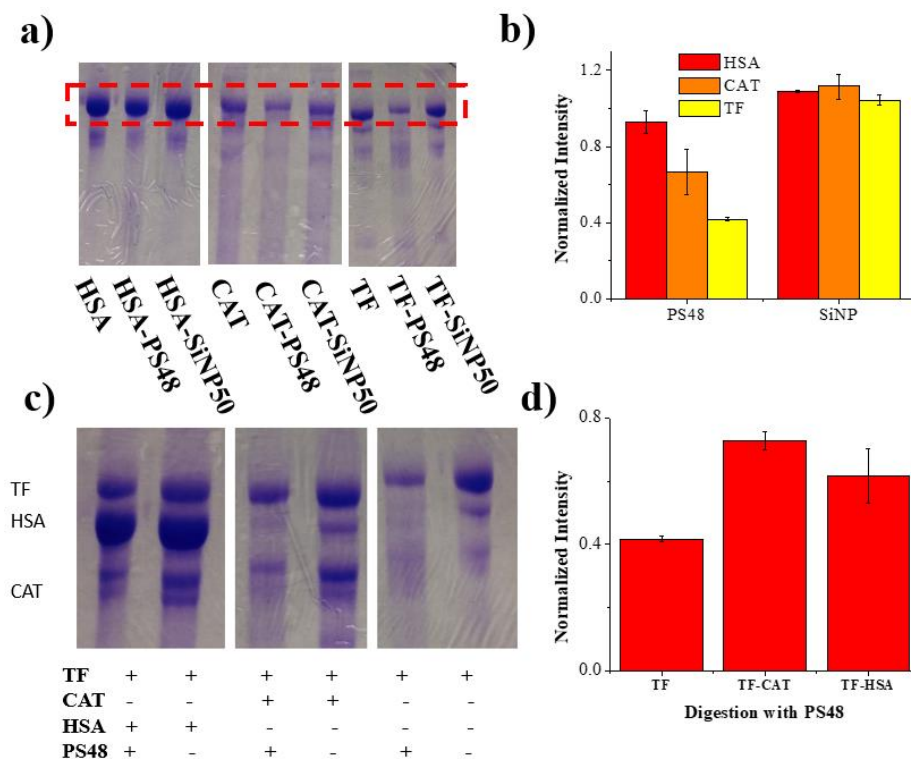 a)
HSA
HSA-PS48
HSA-SiNP50
CAT
CAT-PS48
CAT-SiNP50
TF
TF-PS48
TF-SiNP50
b)
HSA
CAT
TF
Normalized Intensity
1.2
0.8
0.4
0.0
PS48 SiNP
c)
TF
HSA
CAT
TF + + + + + +
CAT - - + + - -
HSA + + - - - -
PS48 + - + - + -
d)
Normalized Intensity
0.8
0.4
0.0
TF TF-CAT TF-HSA
Digestion with PS48